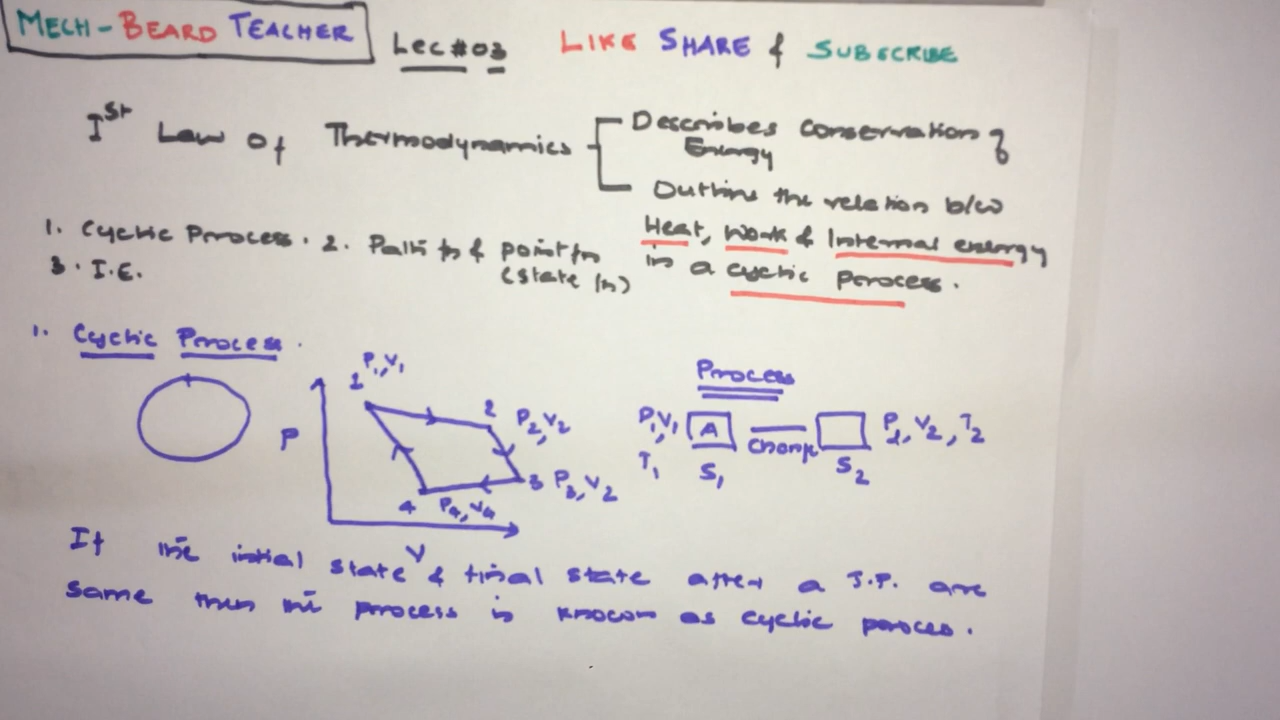 MECH-BEARD TEACHER Lec#03 LIKE SHARE & SUBSCRIBE
Ist Law of Thermodynamics
Describes conservation of
Energy
Outline the relation b/w
Heat, Work & Internal energy
in a cyclic process.
1. Cyclic Process. 2. Path fn & point fn
(state fn)
3. I.E.
1. Cyclic Process.
P
V
1 P1,V1
2 P2,V2
3 P3,V2
4 P4,V4
Process
P1,V1 A Change P2,V2,T2
T1 S1 S2
If the initial state & final state after a T.P. are
same then the process is known as cyclic process.